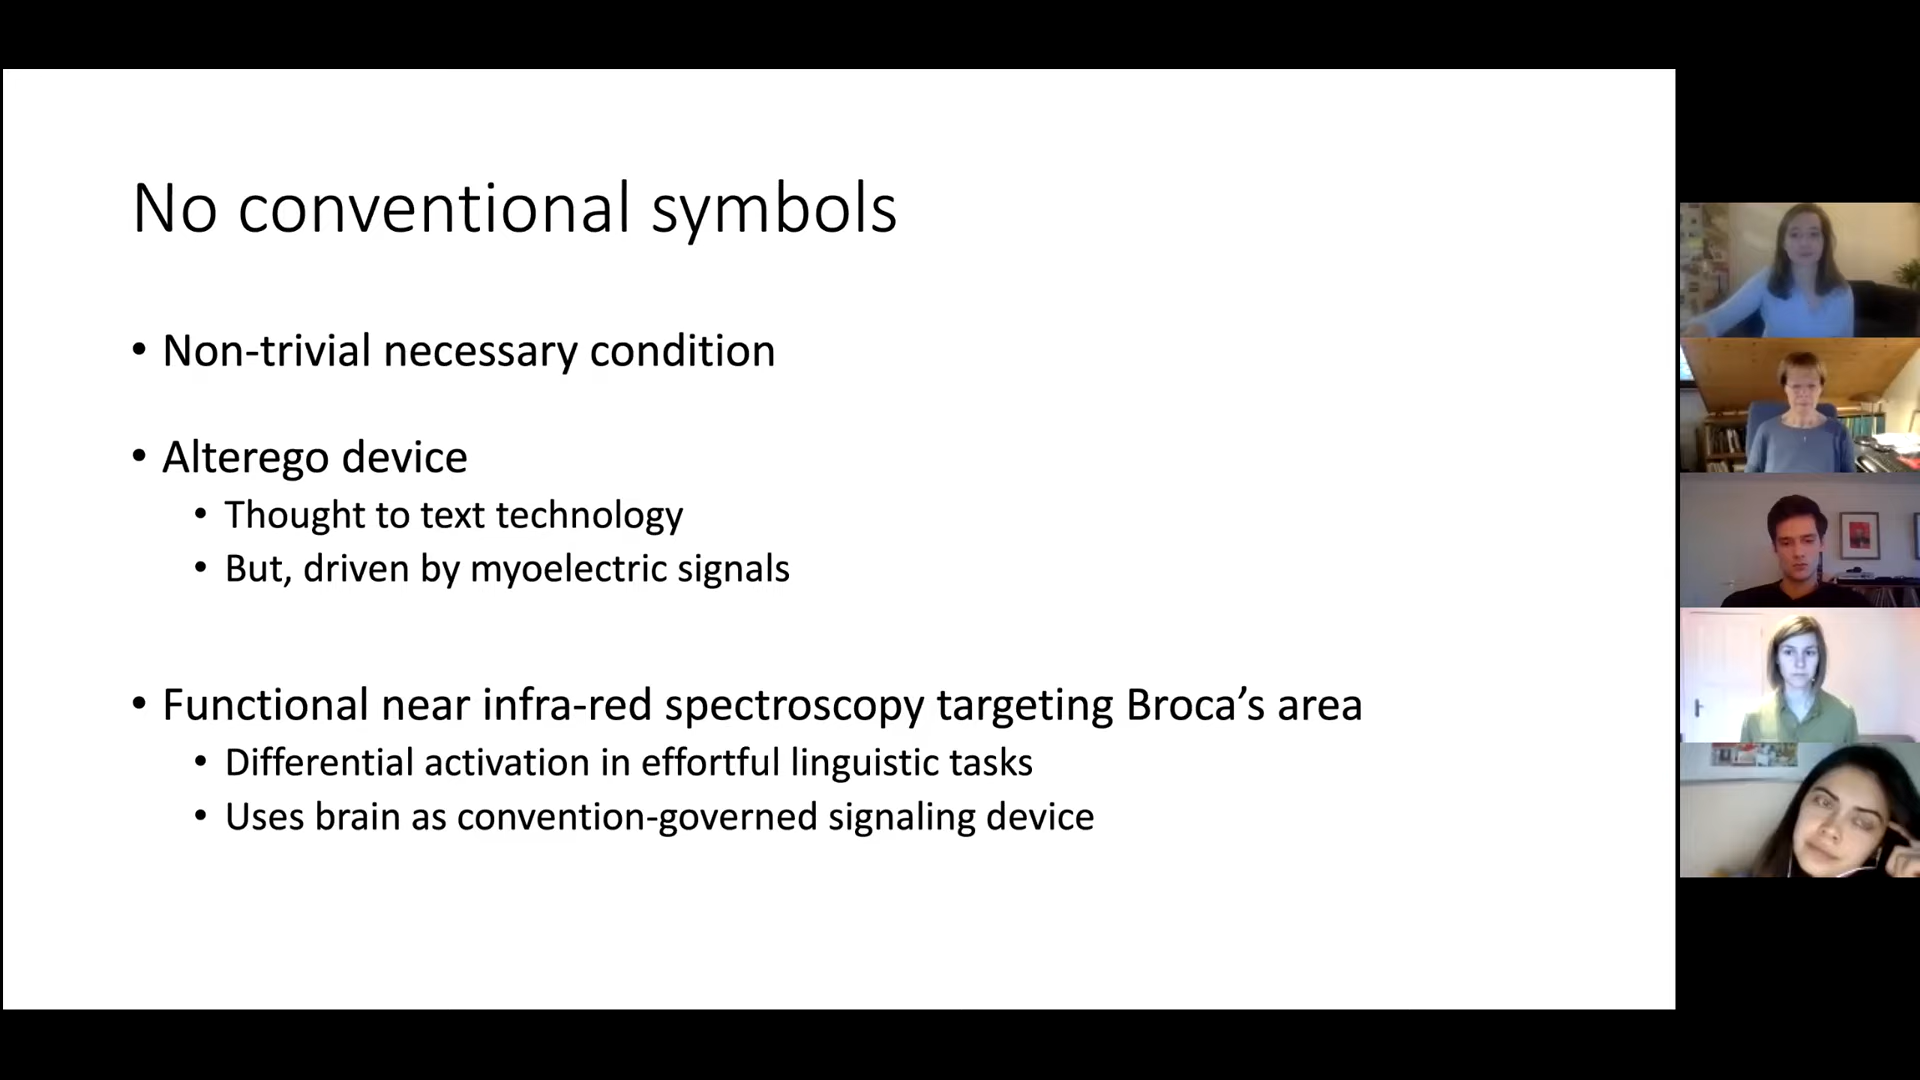 No conventional symbols
• Non-trivial necessary condition
• Alterego device
• Thought to text technology
• But, driven by myoelectric signals
• Functional near infra-red spectroscopy targeting Broca’s area
• Differential activation in effortful linguistic tasks
• Uses brain as convention-governed signaling device